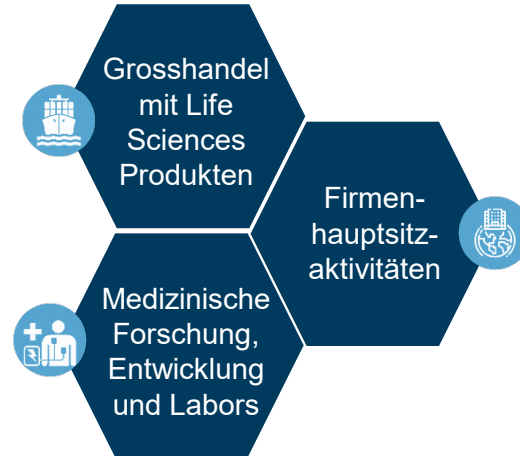 Grosshandel
mit Life
Sciences
Produkten
Firmen-
hauptsitz-
aktivitäten
Medizinische
Forschung,
Entwicklung
und Labors